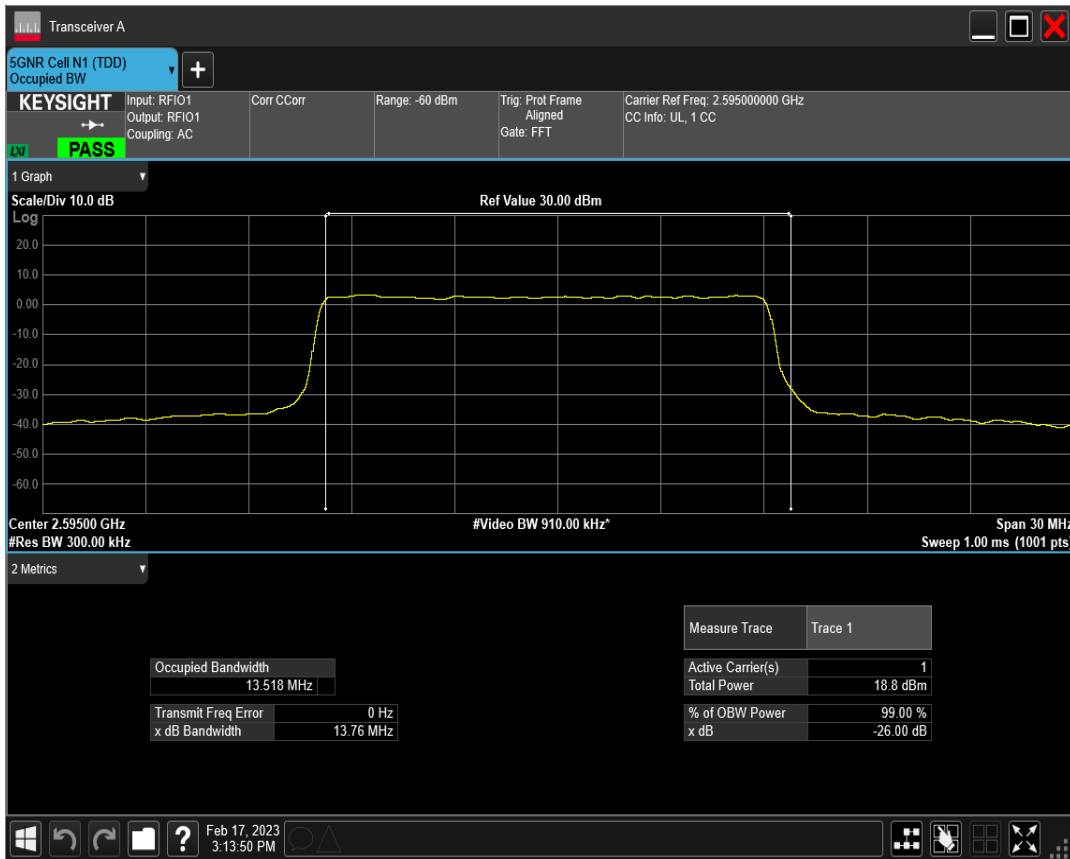 Transceiver A
5GNR Cell N1 (TDD)
Occupied BW
+
KEYSIGHT
LXI
PASS
Input: RFIO1
Output: RFIO1
Coupling: AC
Corr CCorr
Range: -60 dBm
Trig: Prot Frame
Aligned
Gate: FFT
Carrier Ref Freq: 2.595000000 GHz
CC Info: UL, 1 CC
1 Graph
Scale/Div 10.0 dB
Ref Value 30.00 dBm
Log
20.0
10.0
0.00
-10.0
-20.0
-30.0
-40.0
-50.0
-60.0
Center 2.59500 GHz
#Video BW 910.00 kHz*
Span 30 MHz
#Res BW 300.00 kHz
Sweep 1.00 ms (1001 pts)
2 Metrics
Measure Trace Trace 1
Occupied Bandwidth
13.518 MHz
Active Carrier(s) 1
Total Power 18.8 dBm
Transmit Freq Error 0 Hz
x dB Bandwidth 13.76 MHz
% of OBW Power 99.00 %
x dB -26.00 dB
?
Feb 17, 2023
3:13:50 PM